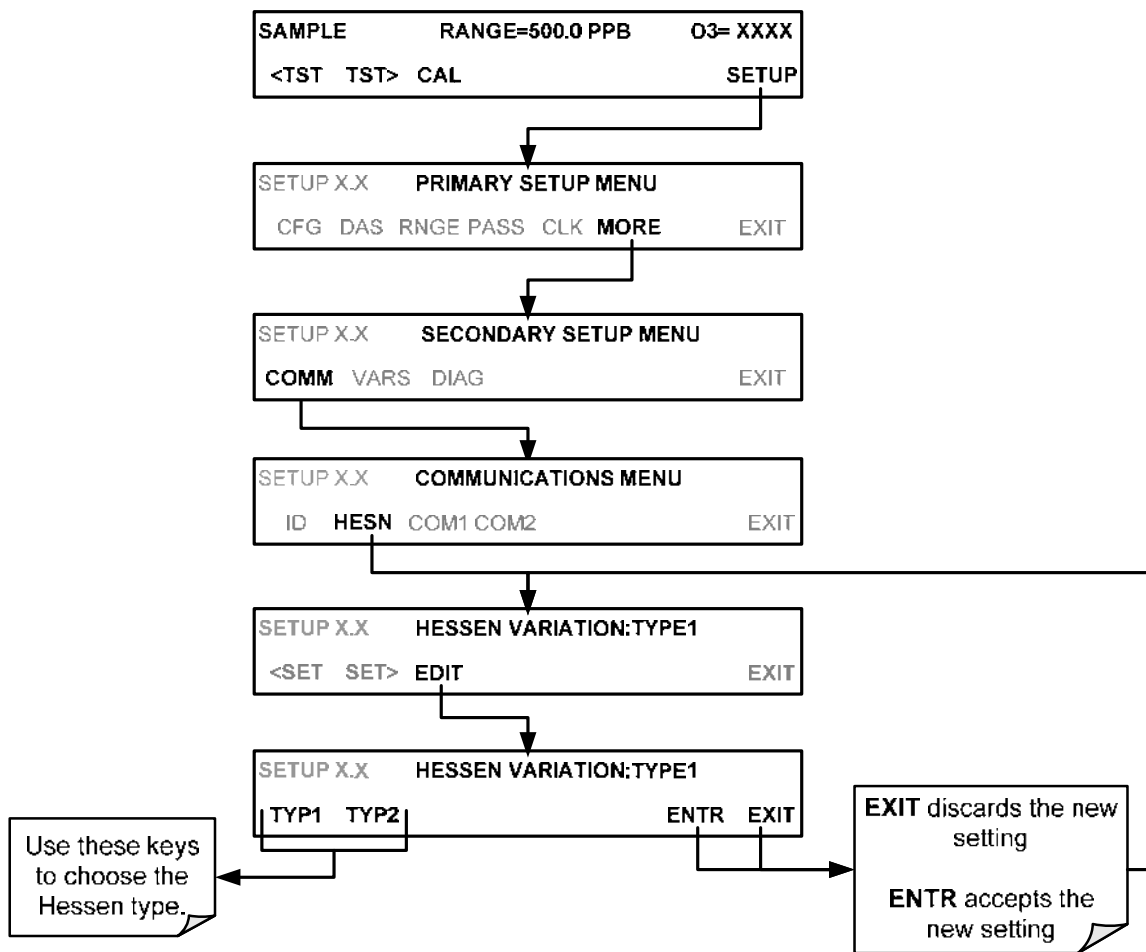 SAMPLE RANGE=500.0 PPB O3= XXXX
<TST TST> CAL SETUP
SETUP X.X PRIMARY SETUP MENU
CFG DAS RNGE PASS CLK MORE EXIT
SETUP X.X SECONDARY SETUP MENU
COMM VARS DIAG EXIT
SETUP X.X COMMUNICATIONS MENU
ID HESN COM1 COM2 EXIT
SETUP X.X HESSEN VARIATION:TYPE1
<SET SET> EDIT EXIT
SETUP X.X HESSEN VARIATION:TYPE1
TYP1 TYP2 ENTR EXIT
Use these keys
to choose the
Hessen type.
EXIT discards the new
setting
ENTR accepts the
new setting